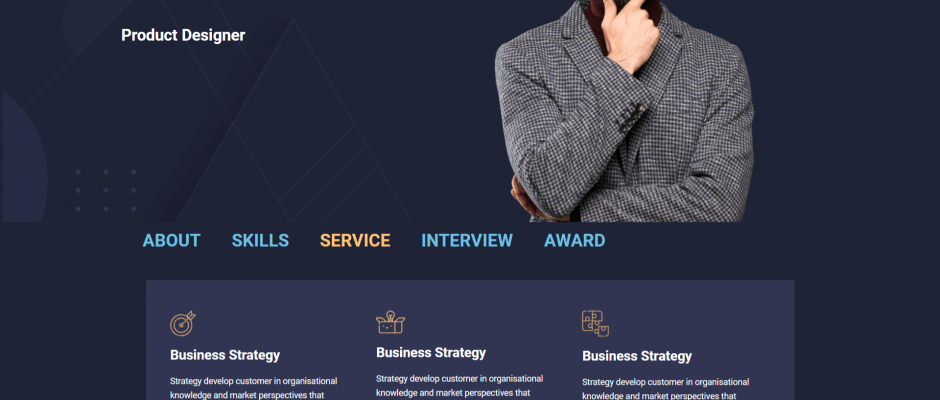 Product Designer
ABOUT SKILLS SERVICE INTERVIEW AWARD
Business Strategy
Strategy develop customer in organisational
knowledge and market perspectives that
Business Strategy
Strategy develop customer in organisational
knowledge and market perspectives that
Business Strategy
Strategy develop customer in organisational
knowledge and market perspectives that